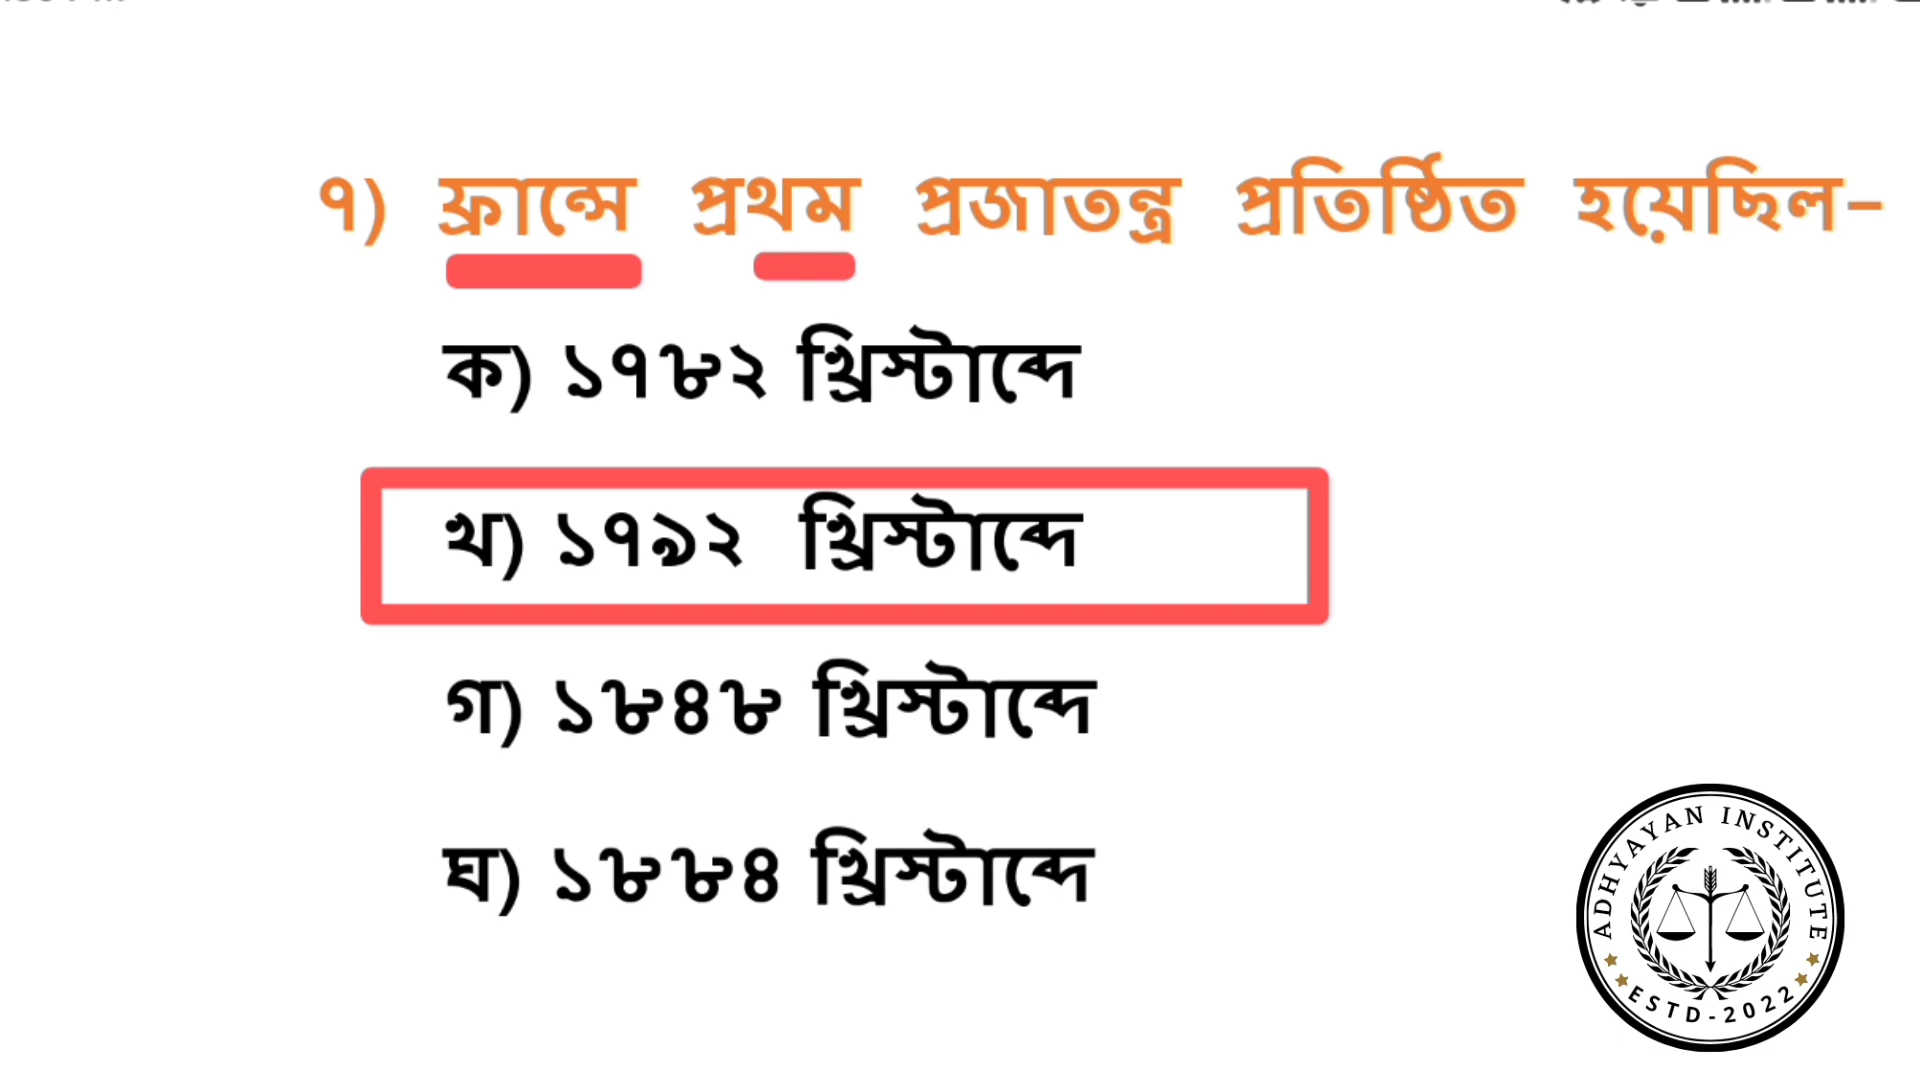 ৭) ফ্রান্সে প্রথম প্রজাতন্ত্র প্রতিষ্ঠিত হয়েছিল–
ক) ১৭৮২ খ্রিস্টাব্দে
খ) ১৭৯২ খ্রিস্টাব্দে
গ) ১৮৪৮ খ্রিস্টাব্দে
ঘ) ১৮৮৪ খ্রিস্টাব্দে
ADHYAYAN INSTITUTE
ESTD-2022